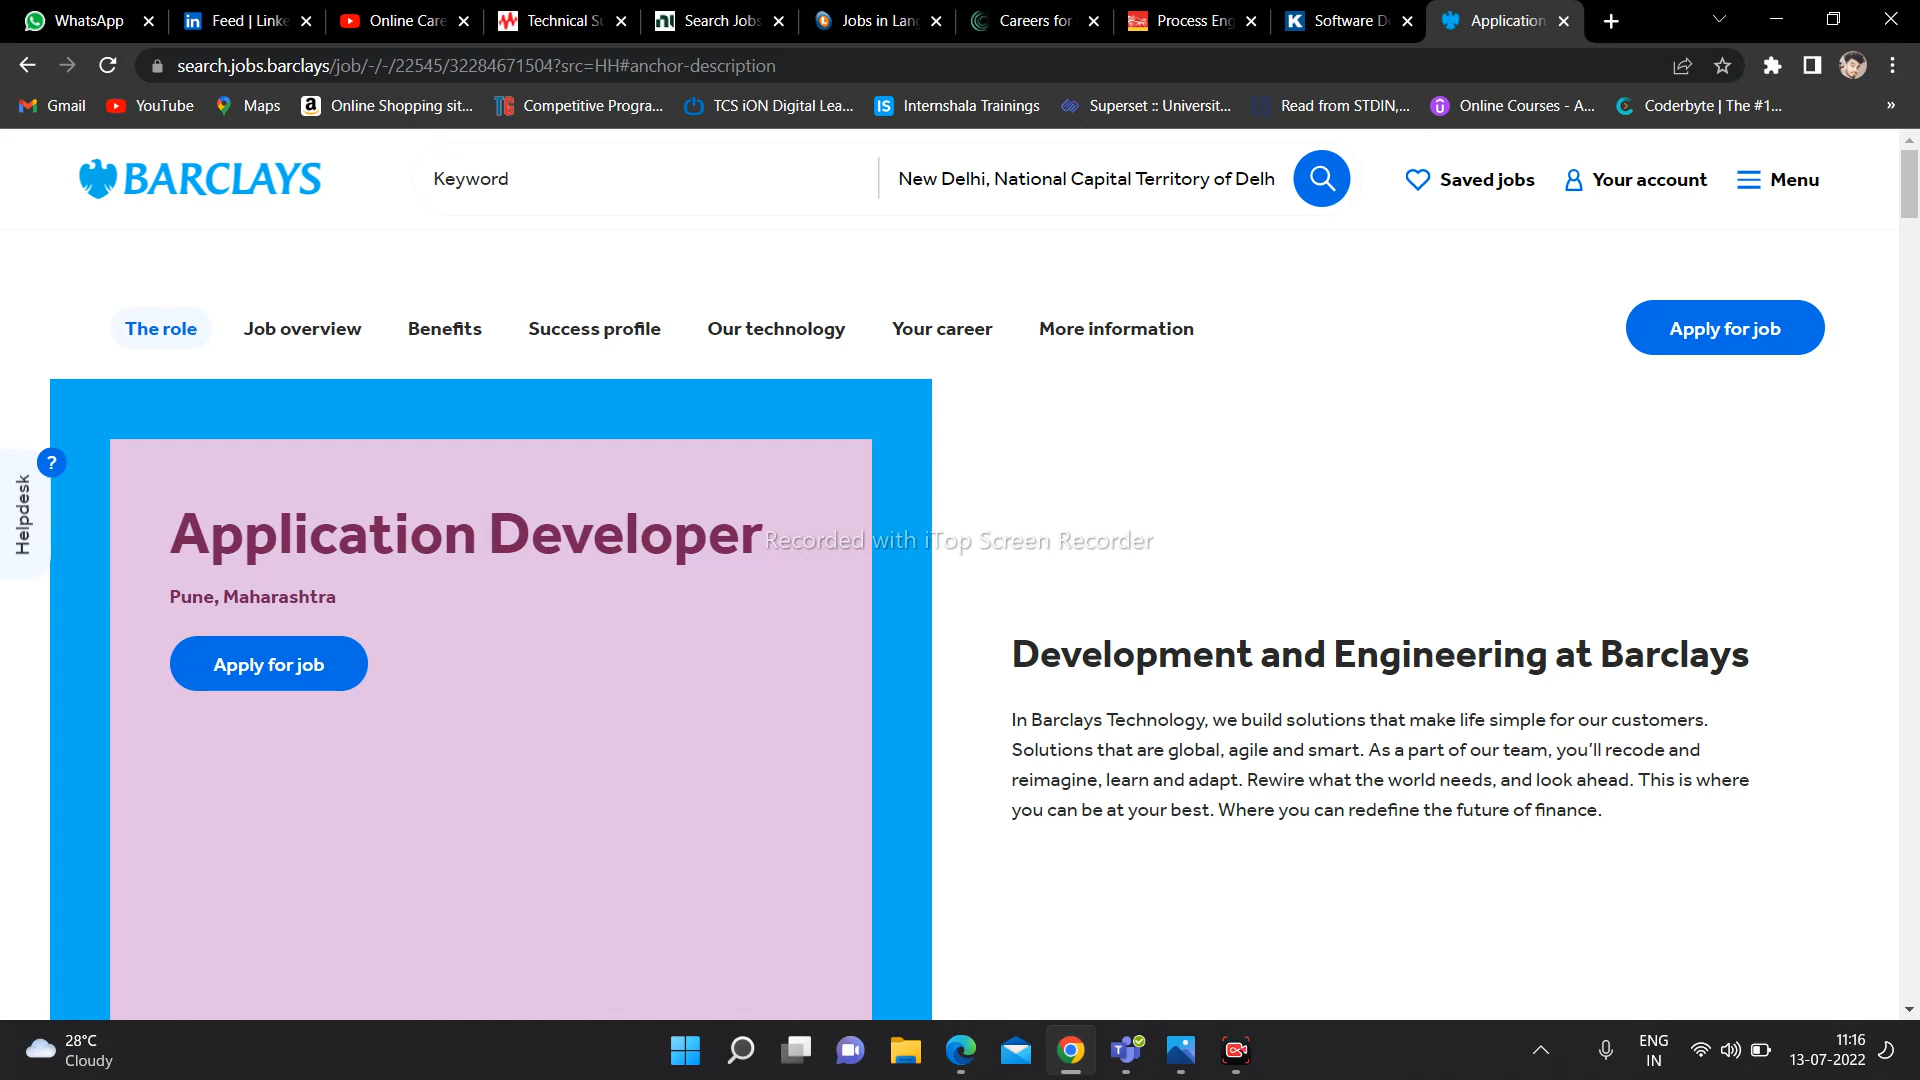 WhatsApp
Feed | Linke
Online Care
Technical Su
Search Jobs
Jobs in Lan
Careers for
Process Eng
Software De
Application
search.jobs.barclays/job/-/-/22545/32284671504?src=HH#anchor-description
Gmail
YouTube
Maps
Online Shopping sit...
Competitive Progra...
TCS iON Digital Lea...
Internshala Trainings
Superset :: Universit...
Read from STDIN,...
Online Courses - A...
Coderbyte | The #1...
»
BARCLAYS
Keyword
New Delhi, National Capital Territory of Delh
Saved jobs
Your account
Menu
The role
Job overview
Benefits
Success profile
Our technology
Your career
More information
Apply for job
?
Helpdesk
Application Developer
Recorded with iTop Screen Recorder
Pune, Maharashtra
Apply for job
Development and Engineering at Barclays
In Barclays Technology, we build solutions that make life simple for our customers.
Solutions that are global, agile and smart. As a part of our team, you'll recode and
reimagine, learn and adapt. Rewire what the world needs, and look ahead. This is where
you can be at your best. Where you can redefine the future of finance.
28°C
Cloudy
ENG
IN
11:16
13-07-2022